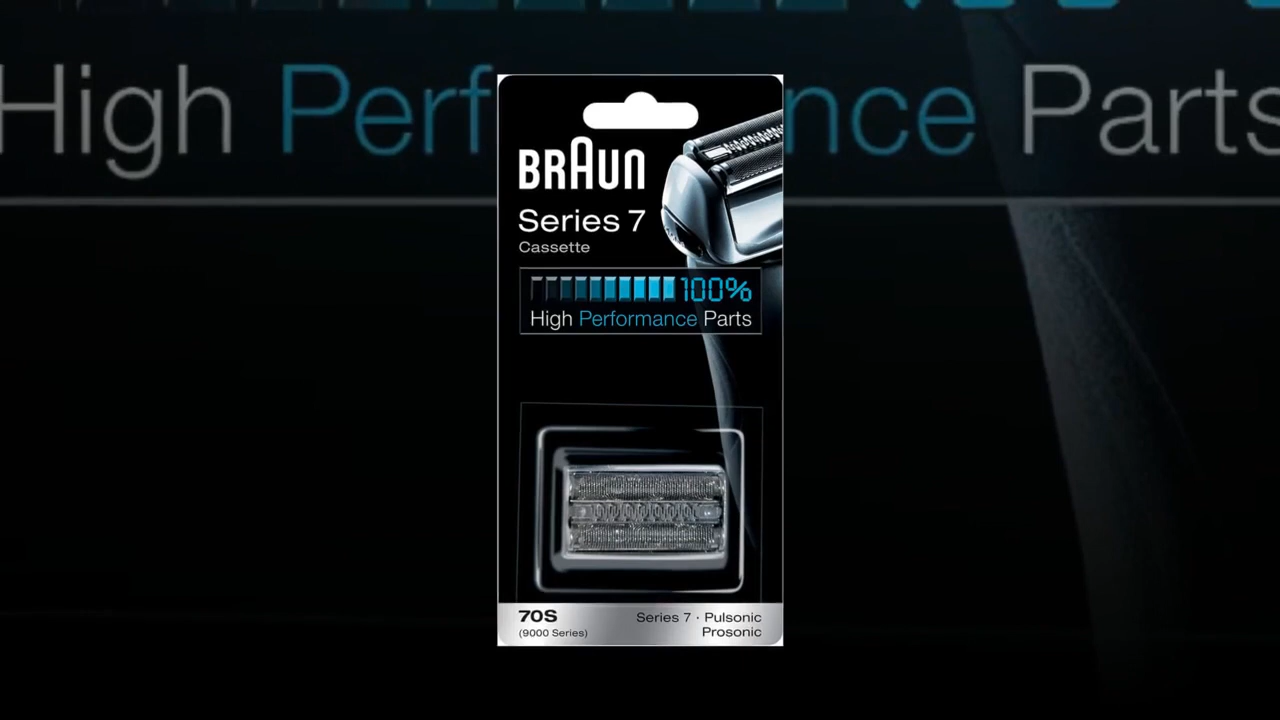 High Perf nce Parts
BRAUN
Series 7
Cassette
100%
High Performance Parts
70S
(9000 Series)
Series 7 · Pulsonic
Prosonic